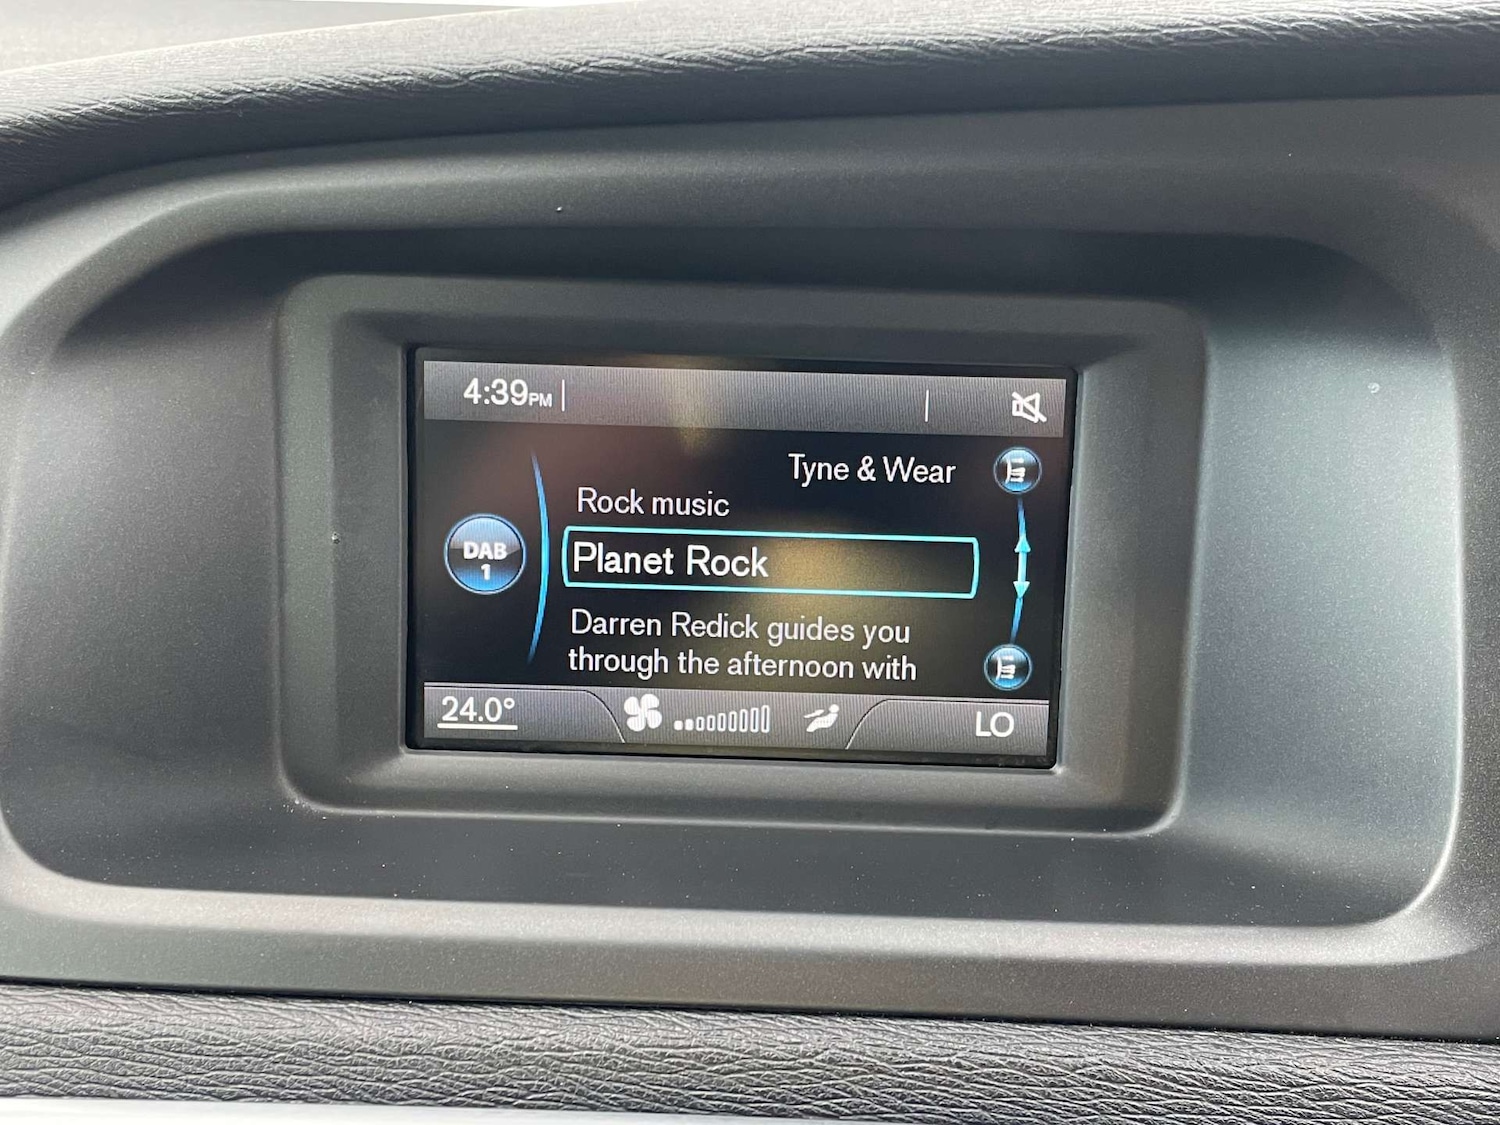 4:39PM
Tyne & Wear
Rock music
DAB
1
Planet Rock
Darren Redick guides you
through the afternoon with
24.0°
LO